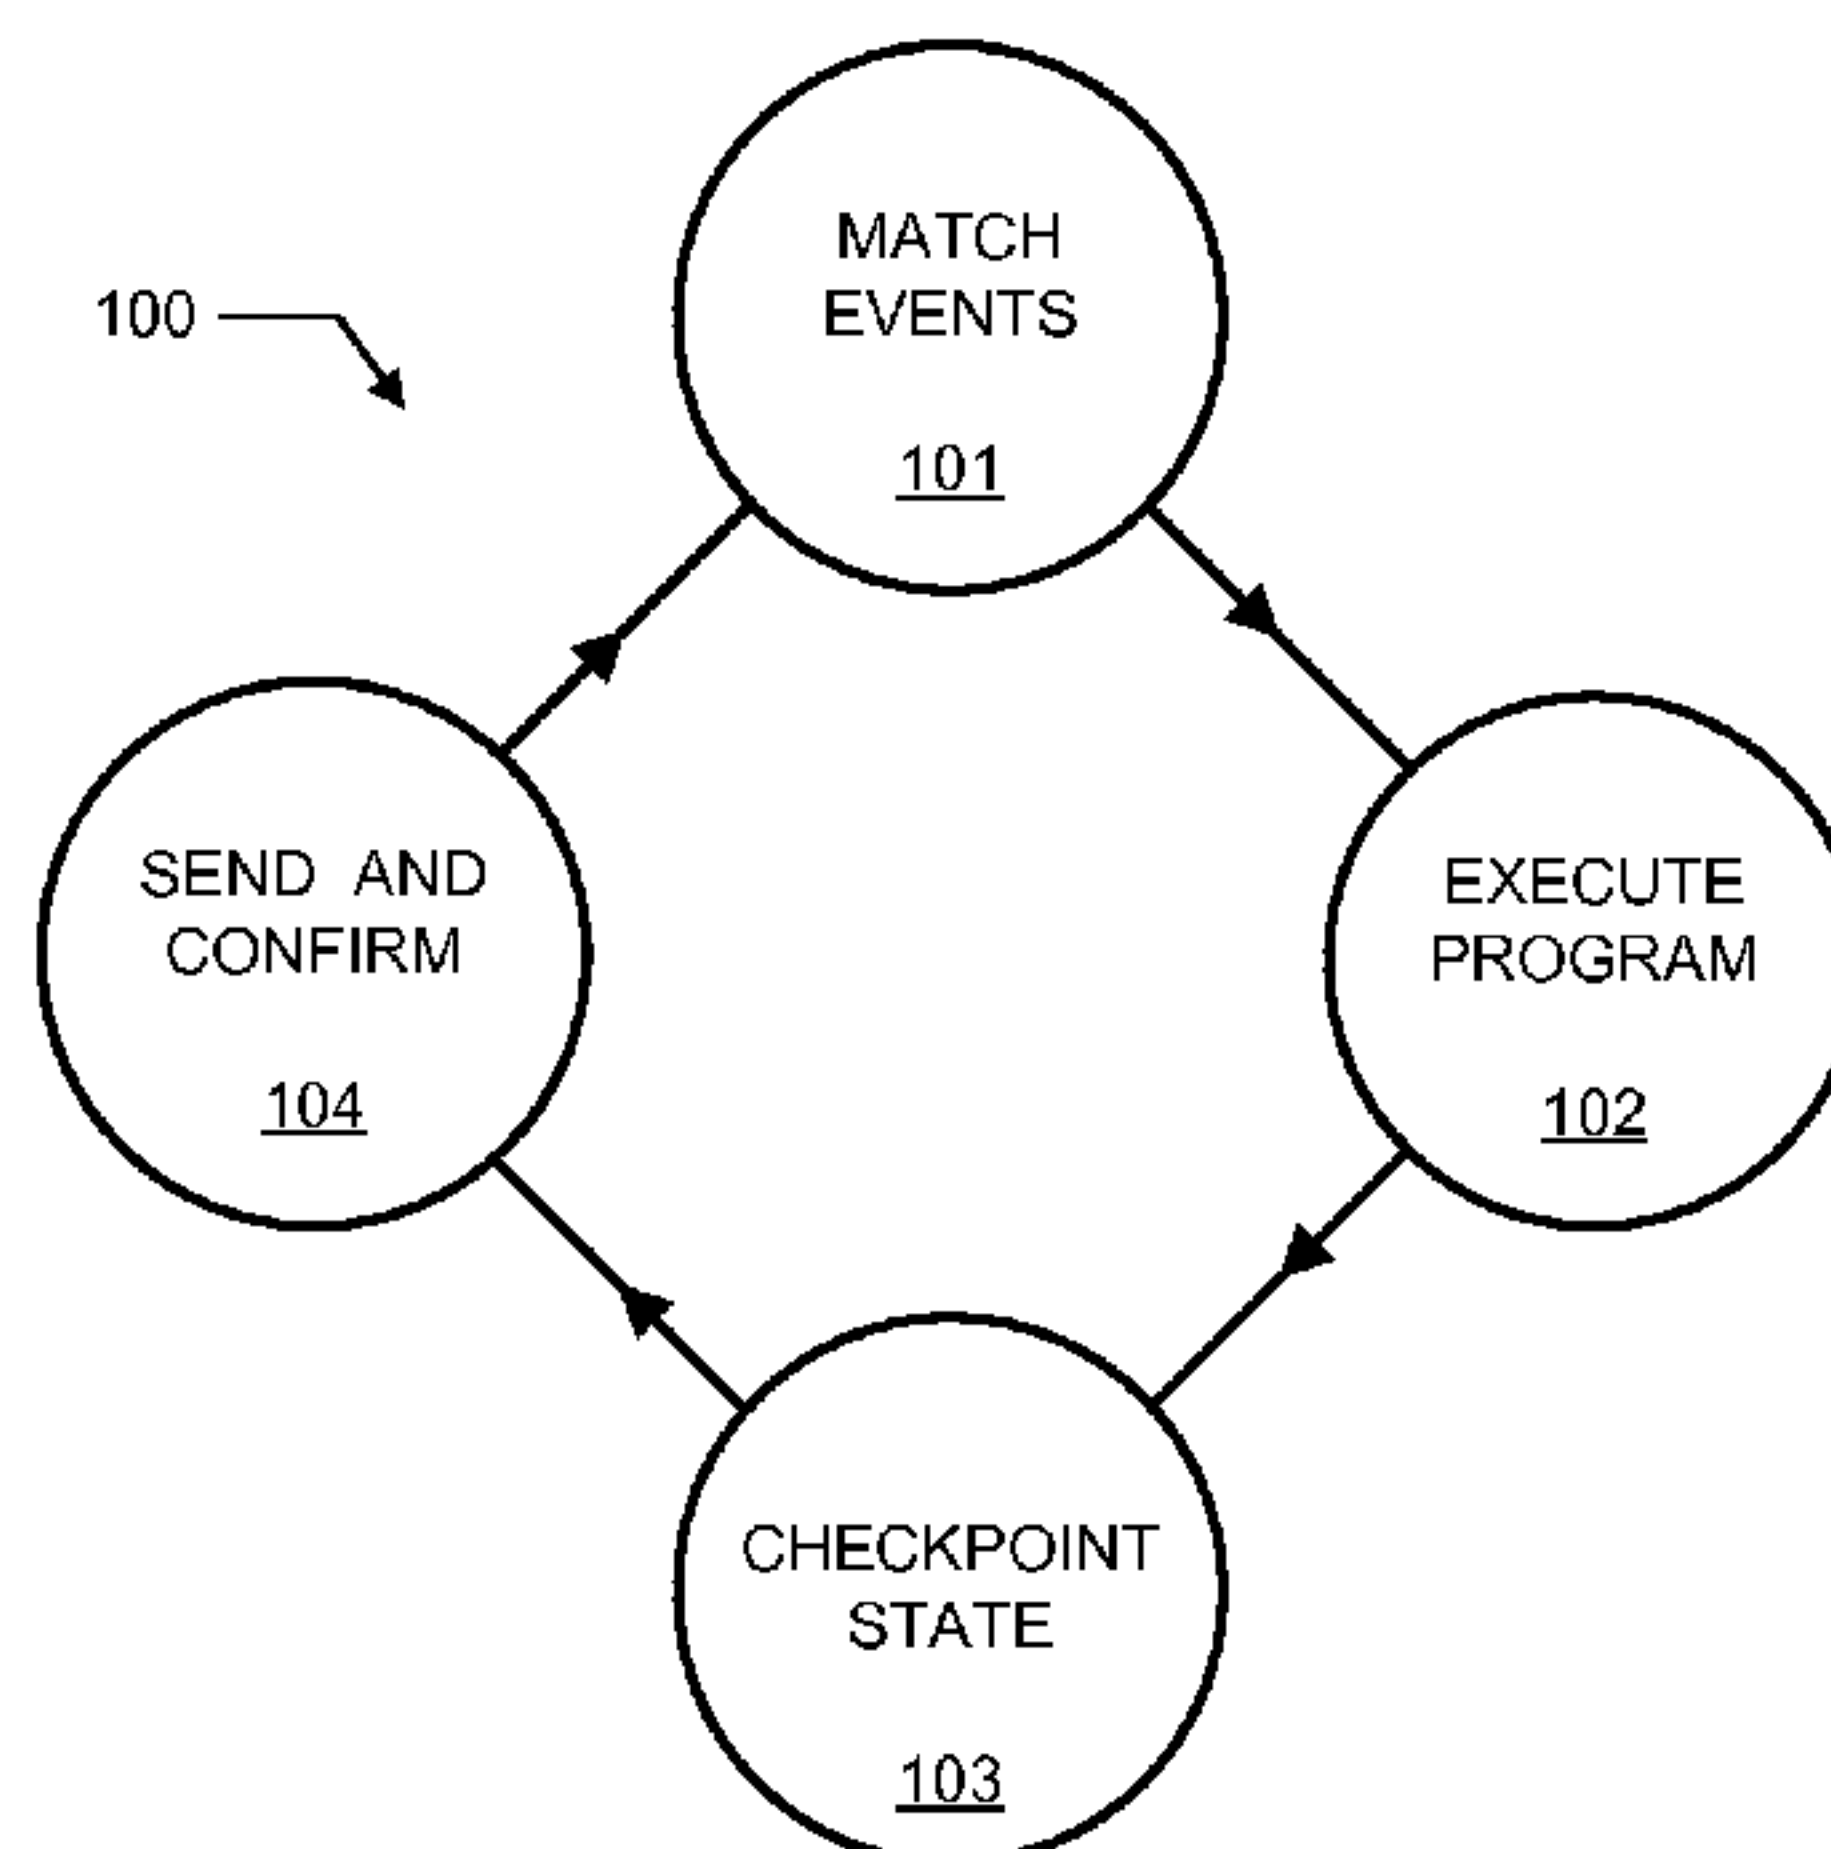 MATCH
EVENTS
101
100
SEND AND
CONFIRM
104
EXECUTE
PROGRAM
102
CHECKPOINT
STATE
103